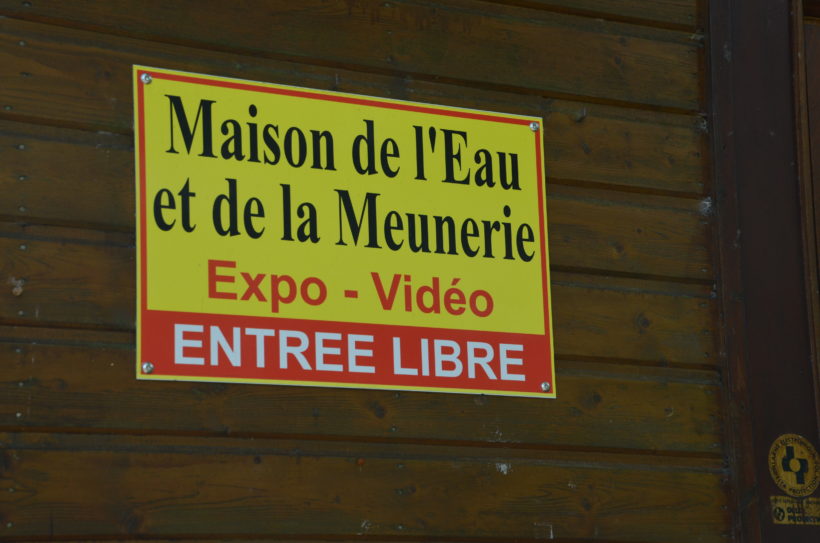 Maison de l'Eau
et de la Meunerie
Expo - Vidéo
ENTREE LIBRE